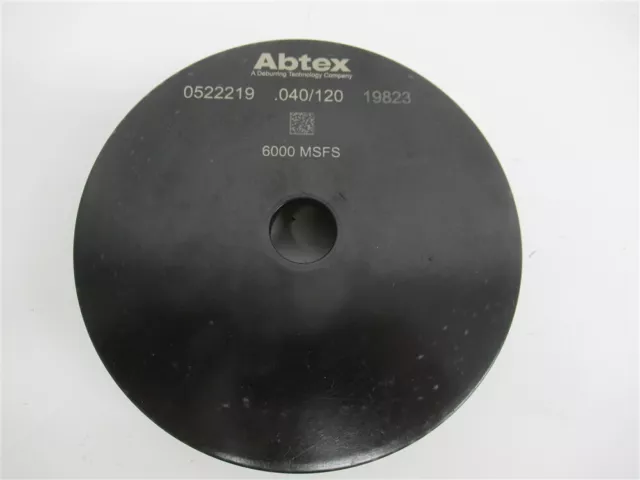 Abtex
A Deburring Technology Company
0522219 .040/120 19823
6000 MSFS